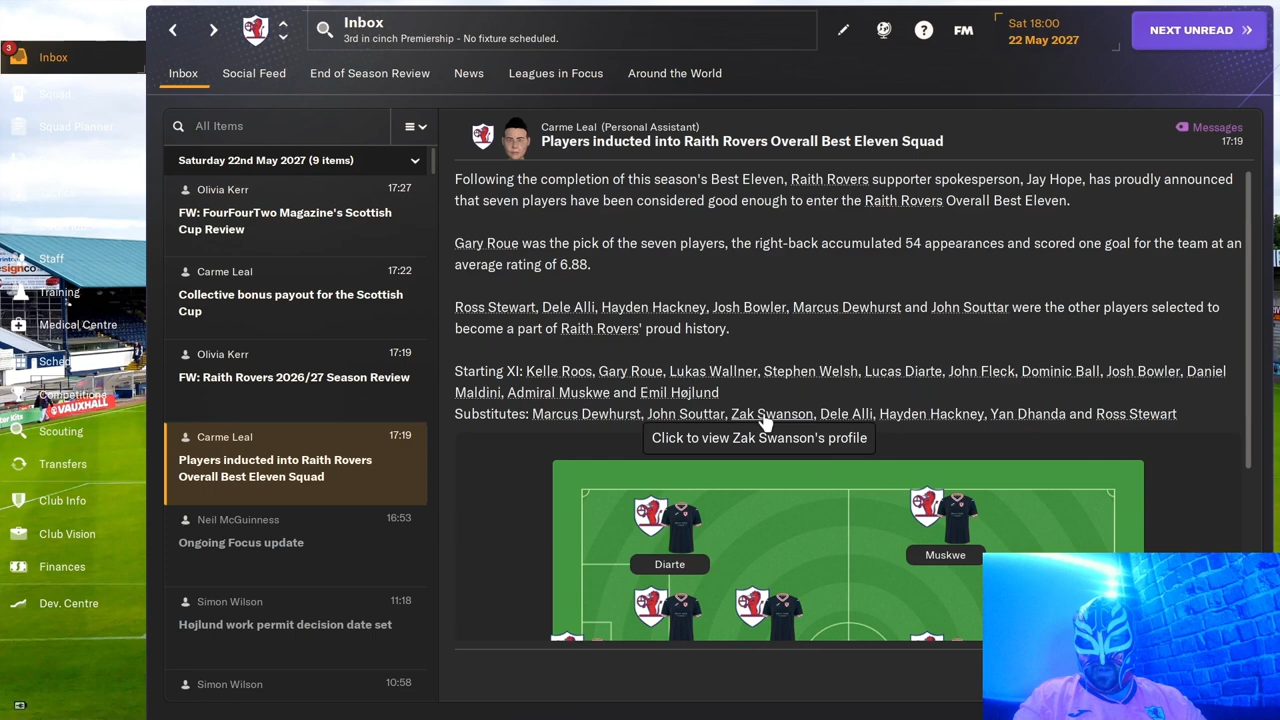 Inbox
3rd in cinch Premiership - No fixture scheduled.
FM
Sat 18:00
22 May 2027
NEXT UNREAD
3
Inbox
Squad
Squad Planner
Staff
Training
Medical Centre
Sched
Competitions
VAUXHALL
Scouting
Transfers
Club Info
Club Vision
Finances
Dev. Centre
Inbox
Social Feed
End of Season Review
News
Leagues in Focus
Around the World
All Items
Saturday 22nd May 2027 (9 items)
Olivia Kerr 17:27
FW: FourFourTwo Magazine's Scottish
Cup Review
Carme Leal 17:22
Collective bonus payout for the Scottish
Cup
Olivia Kerr 17:19
FW: Raith Rovers 2026/27 Season Review
Carme Leal 17:19
Players inducted into Raith Rovers
Overall Best Eleven Squad
Neil McGuinness 16:53
Ongoing Focus update
Simon Wilson 11:18
Højlund work permit decision date set
Simon Wilson 10:58
Carme Leal (Personal Assistant)
Players inducted into Raith Rovers Overall Best Eleven Squad
Messages
17:19
Following the completion of this season's Best Eleven, Raith Rovers supporter spokesperson, Jay Hope, has proudly announced
that seven players have been considered good enough to enter the Raith Rovers Overall Best Eleven.
Gary Roue was the pick of the seven players, the right-back accumulated 54 appearances and scored one goal for the team at an
average rating of 6.88.
Ross Stewart, Dele Alli, Hayden Hackney, Josh Bowler, Marcus Dewhurst and John Souttar were the other players selected to
become a part of Raith Rovers' proud history.
Starting XI: Kelle Roos, Gary Roue, Lukas Wallner, Stephen Welsh, Lucas Diarte, John Fleck, Dominic Ball, Josh Bowler, Daniel
Maldini, Admiral Muskwe and Emil Højlund
Substitutes: Marcus Dewhurst, John Souttar, Zak Swanson, Dele Alli, Hayden Hackney, Yan Dhanda and Ross Stewart
Click to view Zak Swanson's profile
Diarte
Muskwe